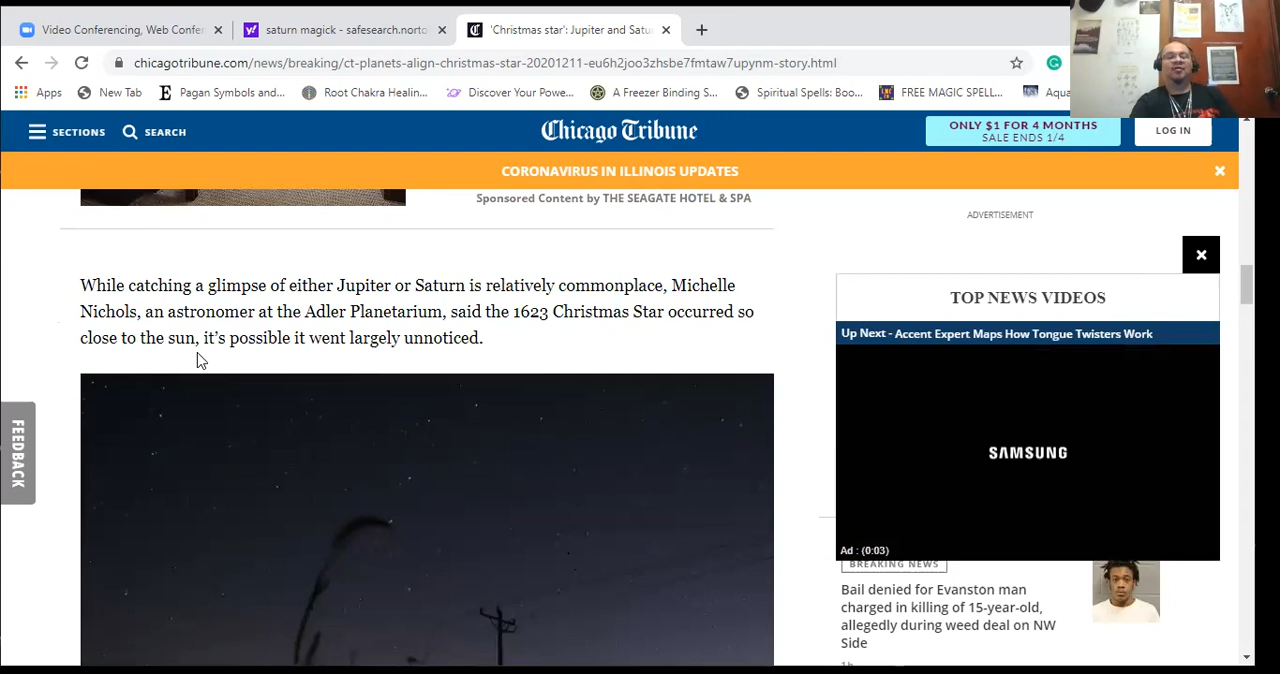 Video Conferencing, Web Confer
saturn magick - safesearch.norto
'Christmas star': Jupiter and Satu
chicagotribune.com/news/breaking/ct-planets-align-christmas-star-20201211-eu6h2joo3zhsbe7fmtaw7upynm-story.html
Apps New Tab Pagan Symbols and... Root Chakra Healin... Discover Your Powe... A Freezer Binding S... Spiritual Spells: Boo... FREE MAGIC SPELL... Aqua
SECTIONS SEARCH Chicago Tribune
ONLY $1 FOR 4 MONTHS
SALE ENDS 1/4
LOG IN
CORONAVIRUS IN ILLINOIS UPDATES
Sponsored Content by THE SEAGATE HOTEL & SPA
ADVERTISEMENT
While catching a glimpse of either Jupiter or Saturn is relatively commonplace, Michelle
Nichols, an astronomer at the Adler Planetarium, said the 1623 Christmas Star occurred so
close to the sun, it’s possible it went largely unnoticed.
FEEDBACK
TOP NEWS VIDEOS
Up Next - Accent Expert Maps How Tongue Twisters Work
SAMSUNG
Ad : (0:03)
BREAKING NEWS
Bail denied for Evanston man
charged in killing of 15-year-old,
allegedly during weed deal on NW
Side
1h